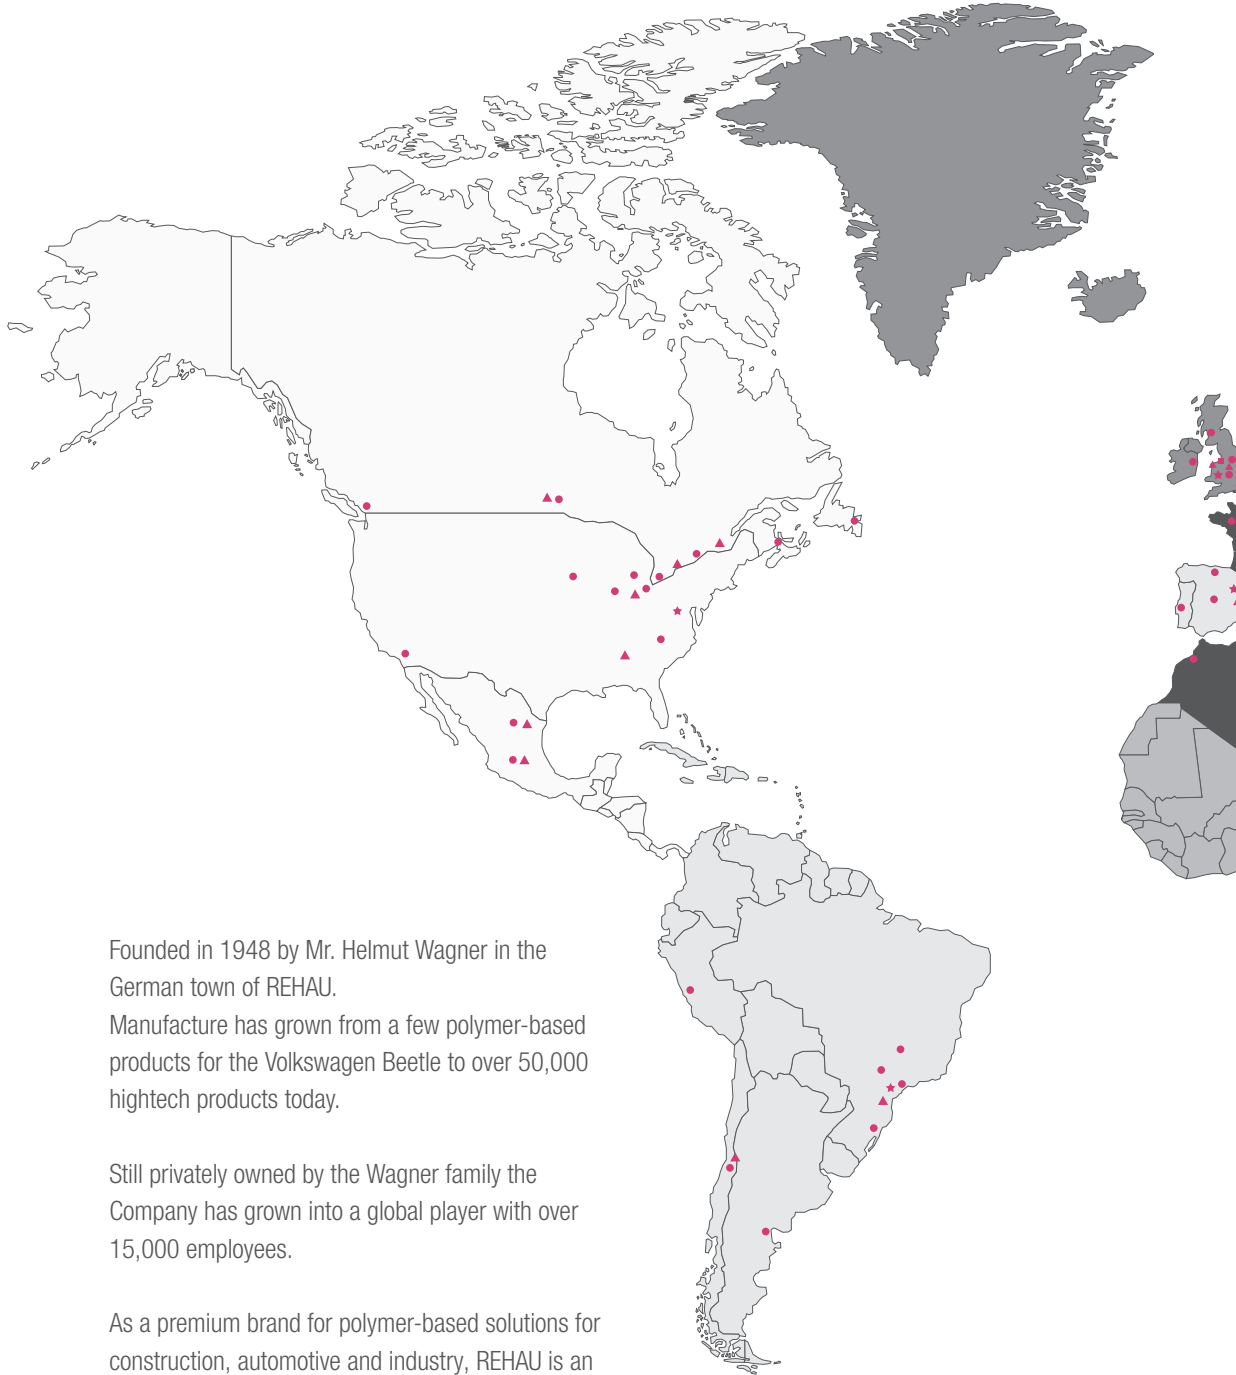 Founded in 1948 by Mr. Helmut Wagner in the
German town of REHAU.
Manufacture has grown from a few polymer-based
products for the Volkswagen Beetle to over 50,000
hightech products today.
Still privately owned by the Wagner family the
Company has grown into a global player with over
15,000 employees.
As a premium brand for polymer-based solutions for
construction, automotive and industry, REHAU is an